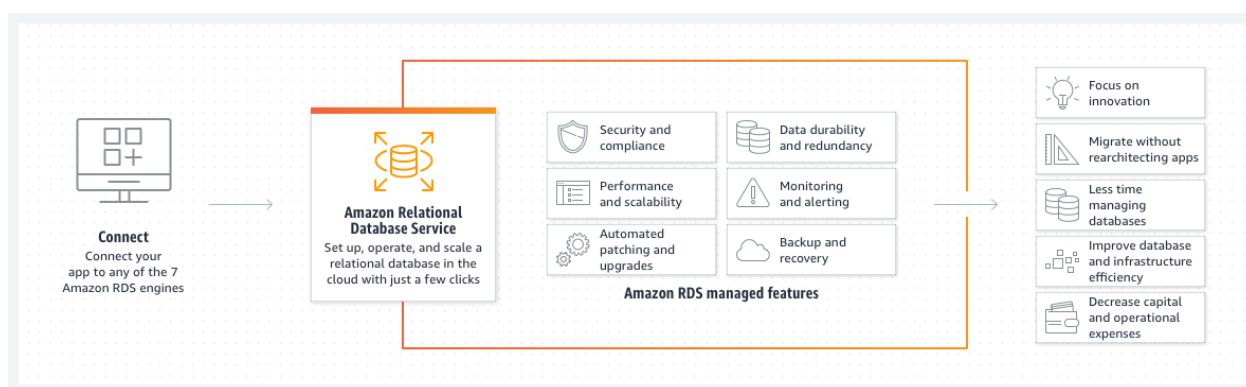 Connect
Connect your
app to any of the 7
Amazon RDS engines
Amazon Relational
Database Service
Set up, operate, and scale a
relational database in the
cloud with just a few clicks
Security and
compliance
Data durability
and redundancy
Performance
and scalability
Monitoring
and alerting
Automated
patching and
upgrades
Backup and
recovery
Amazon RDS managed features
Focus on
innovation
Migrate without
rearchitecting apps
Less time
managing
databases
Improve database
and infrastructure
efficiency
Decrease capital
and operational
expenses